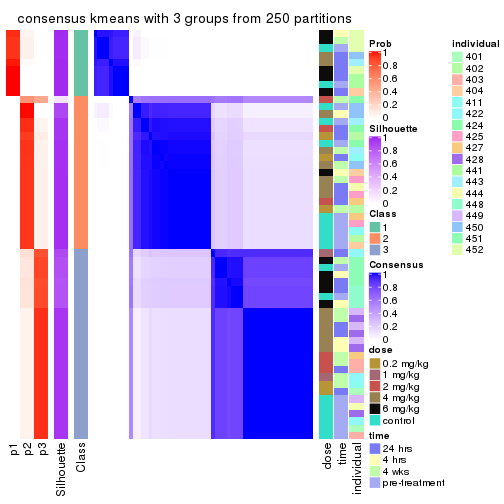 consensus kmeans with 3 groups from 250 partitions
Prob
1
0.8
0.6
0.4
0.2
0
Silhouette
1
0.8
0.6
0.4
0.2
0
Class
1
2
3
Consensus
1
0.8
0.6
0.4
0.2
0
dose
0.2 mg/kg
1 mg/kg
2 mg/kg
4 mg/kg
6 mg/kg
control
time
24 hrs
4 hrs
4 wks
pre-treatment
individual
401
402
403
404
411
422
424
425
427
428
441
443
444
448
449
450
451
452
p1
p2
p3
Silhouette
Class
dose
time
individual